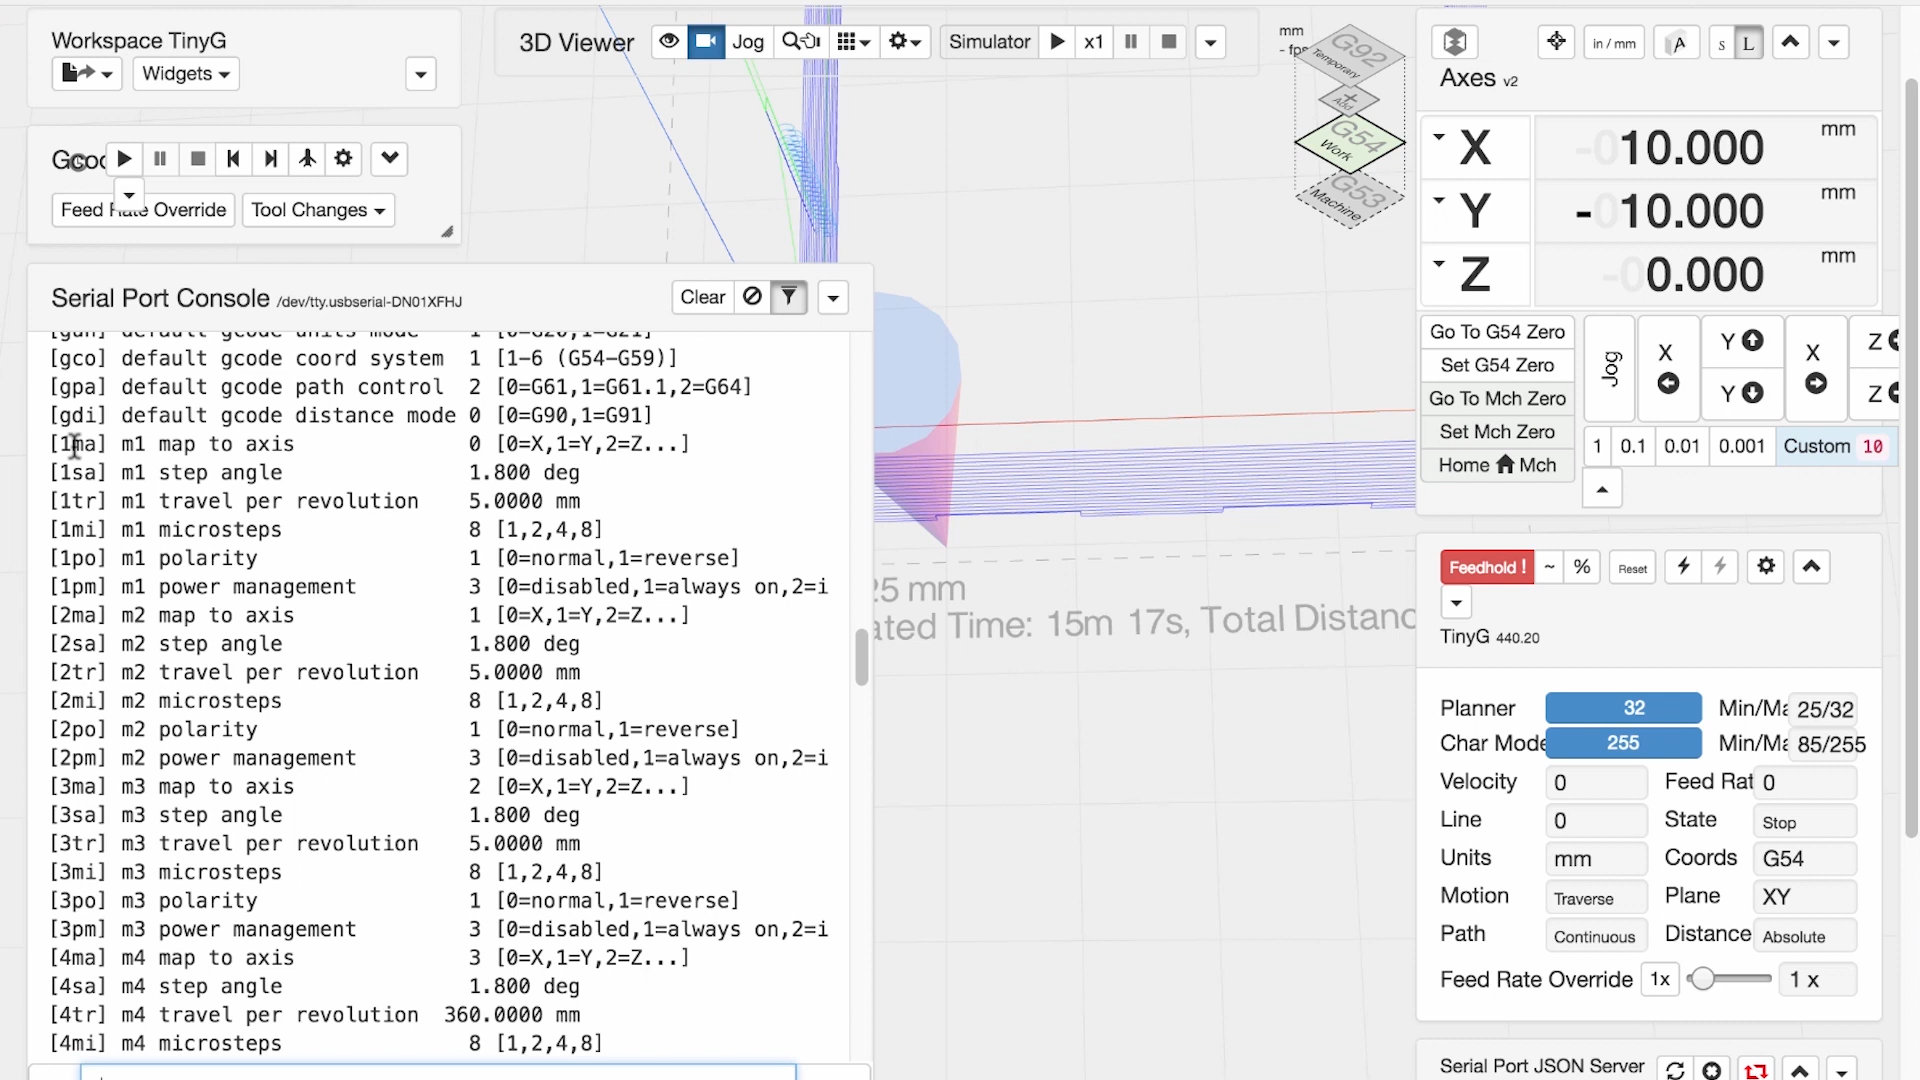 Workspace TinyG
Widgets
Feed Rate Override
Tool Changes
3D Viewer
Jog
Simulator
x1
mm
G92
Temporary
Add
G54
Work
G53
Machine
Serial Port Console /dev/tty.usbserial-DN01XFHJ
Clear
[gun] default gcode units mode 1 [0=G20,1=G21]
[gco] default gcode coord system 1 [1-6 (G54-G59)]
[gpa] default gcode path control 2 [0=G61,1=G61.1,2=G64]
[gdi] default gcode distance mode 0 [0=G90,1=G91]
[1ma] m1 map to axis 0 [0=X,1=Y,2=Z...]
[1sa] m1 step angle 1.800 deg
[1tr] m1 travel per revolution 5.0000 mm
[1mi] m1 microsteps 8 [1,2,4,8]
[1po] m1 polarity 1 [0=normal,1=reverse]
[1pm] m1 power management 3 [0=disabled,1=always on,2=i
[2ma] m2 map to axis 1 [0=X,1=Y,2=Z...]
[2sa] m2 step angle 1.800 deg
[2tr] m2 travel per revolution 5.0000 mm
[2mi] m2 microsteps 8 [1,2,4,8]
[2po] m2 polarity 1 [0=normal,1=reverse]
[2pm] m2 power management 3 [0=disabled,1=always on,2=i
[3ma] m3 map to axis 2 [0=X,1=Y,2=Z...]
[3sa] m3 step angle 1.800 deg
[3tr] m3 travel per revolution 5.0000 mm
[3mi] m3 microsteps 8 [1,2,4,8]
[3po] m3 polarity 1 [0=normal,1=reverse]
[3pm] m3 power management 3 [0=disabled,1=always on,2=i
[4ma] m4 map to axis 3 [0=X,1=Y,2=Z...]
[4sa] m4 step angle 1.800 deg
[4tr] m4 travel per revolution 360.0000 mm
[4mi] m4 microsteps 8 [1,2,4,8]
25 mm
ated Time: 15m 17s, Total Distanc
in / mm
A
s L
Axes v2
X -010.000 mm
Y -010.000 mm
Z -00.000 mm
Go To G54 Zero
Set G54 Zero
Go To Mch Zero
Set Mch Zero
Home Mch
Jog
X
Y
Y
X
Z
Z
1 0.1 0.01 0.001 Custom 10
Feedhold ! ~ % Reset
TinyG 440.20
Planner 32 Min/Ma 25/32
Char Mode 255 Min/Ma 85/255
Velocity 0 Feed Rat 0
Line 0 State Stop
Units mm Coords G54
Motion Traverse Plane XY
Path Continuous Distance Absolute
Feed Rate Override 1x 1 x
Serial Port JSON Server